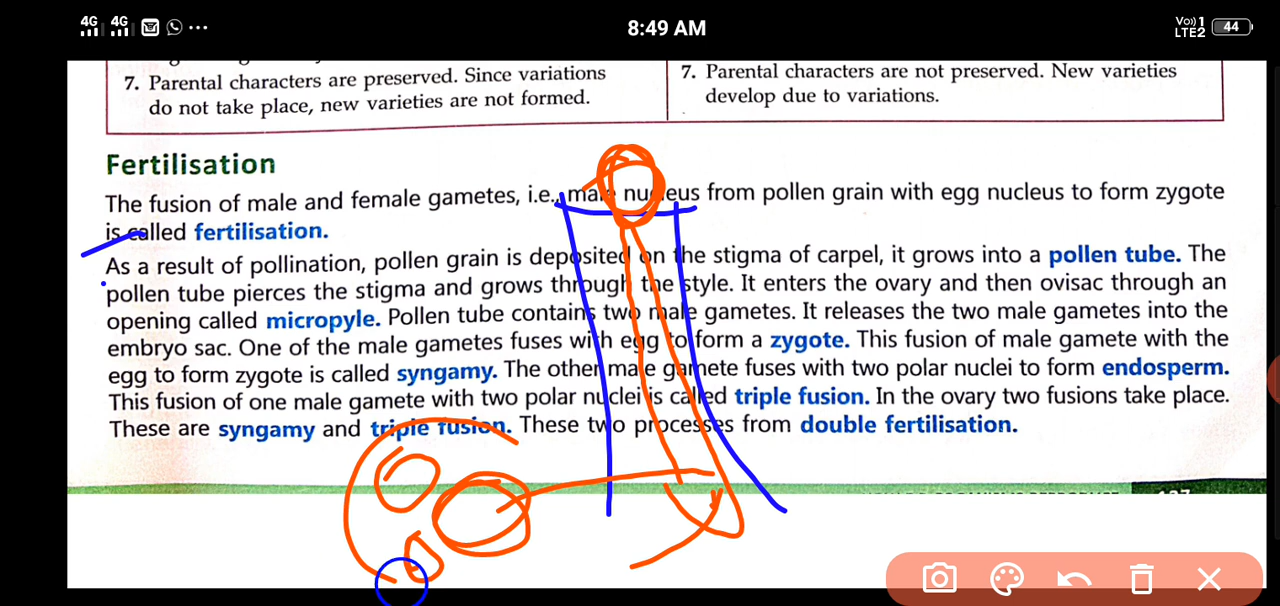 4G 4G 8:49 AM Vo)) 1 LTE2 44
7. Parental characters are preserved. Since variations
do not take place, new varieties are not formed.
7. Parental characters are not preserved. New varieties
develop due to variations.
Fertilisation
The fusion of male and female gametes, i.e., male nucleus from pollen grain with egg nucleus to form zygote
is called fertilisation.
As a result of pollination, pollen grain is deposited on the stigma of carpel, it grows into a pollen tube. The
pollen tube pierces the stigma and grows through the style. It enters the ovary and then ovisac through an
opening called micropyle. Pollen tube contains two male gametes. It releases the two male gametes into the
embryo sac. One of the male gametes fuses with egg to form a zygote. This fusion of male gamete with the
egg to form zygote is called syngamy. The other male gamete fuses with two polar nuclei to form endosperm.
This fusion of one male gamete with two polar nuclei is called triple fusion. In the ovary two fusions take place.
These are syngamy and triple fusion. These two processes from double fertilisation.